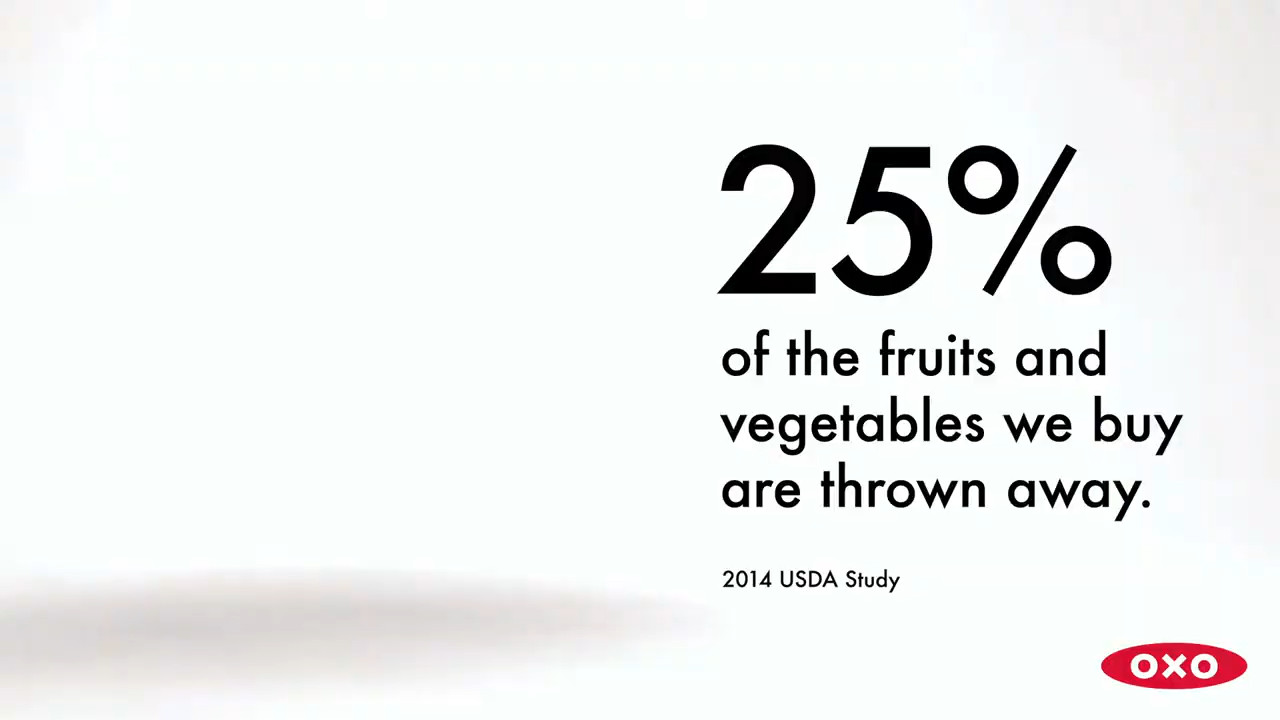 25%
of the fruits and
vegetables we buy
are thrown away.
2014 USDA Study
OXO